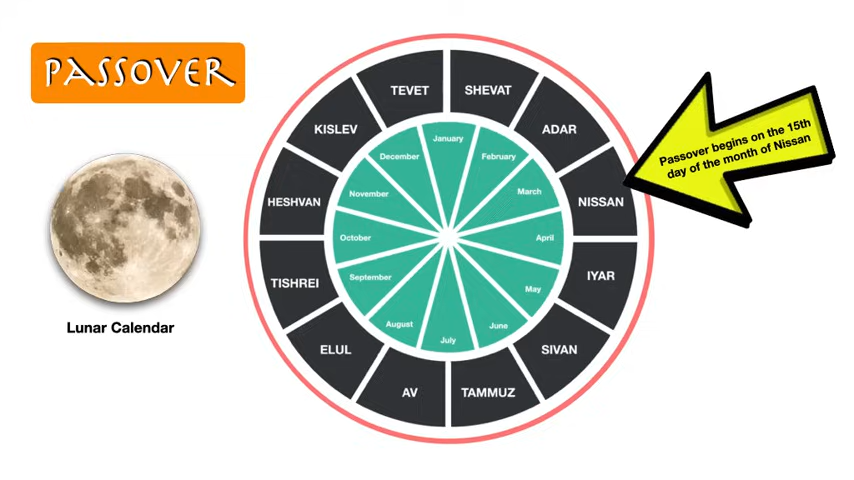 PASSOVER
Lunar Calendar
TEVET
SHEVAT
ADAR
NISSAN
IYAR
SIVAN
TAMMUZ
AV
ELUL
TISHREI
HESHVAN
KISLEV
January
February
March
April
May
June
July
August
September
October
November
December
Passover begins on the 15th
day of the month of Nissan